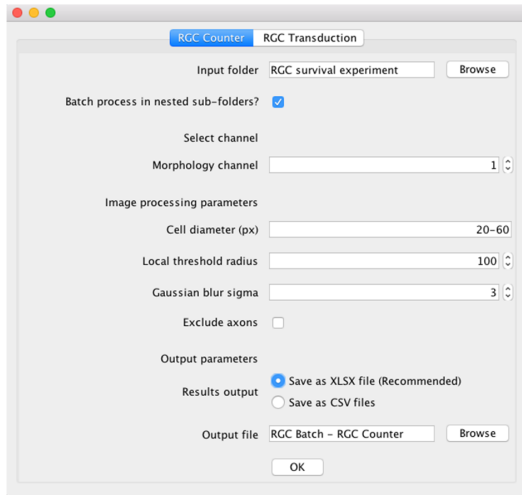 RGC Counter RGC Transduction
Input folder RGC survival experiment Browse
Batch process in nested sub-folders?
Select channel
Morphology channel 1
Image processing parameters
Cell diameter (px) 20-60
Local threshold radius 100
Gaussian blur sigma 3
Exclude axons
Output parameters
Save as XLSX file (Recommended)
Results output
Save as CSV files
Output file RGC Batch - RGC Counter Browse
OK